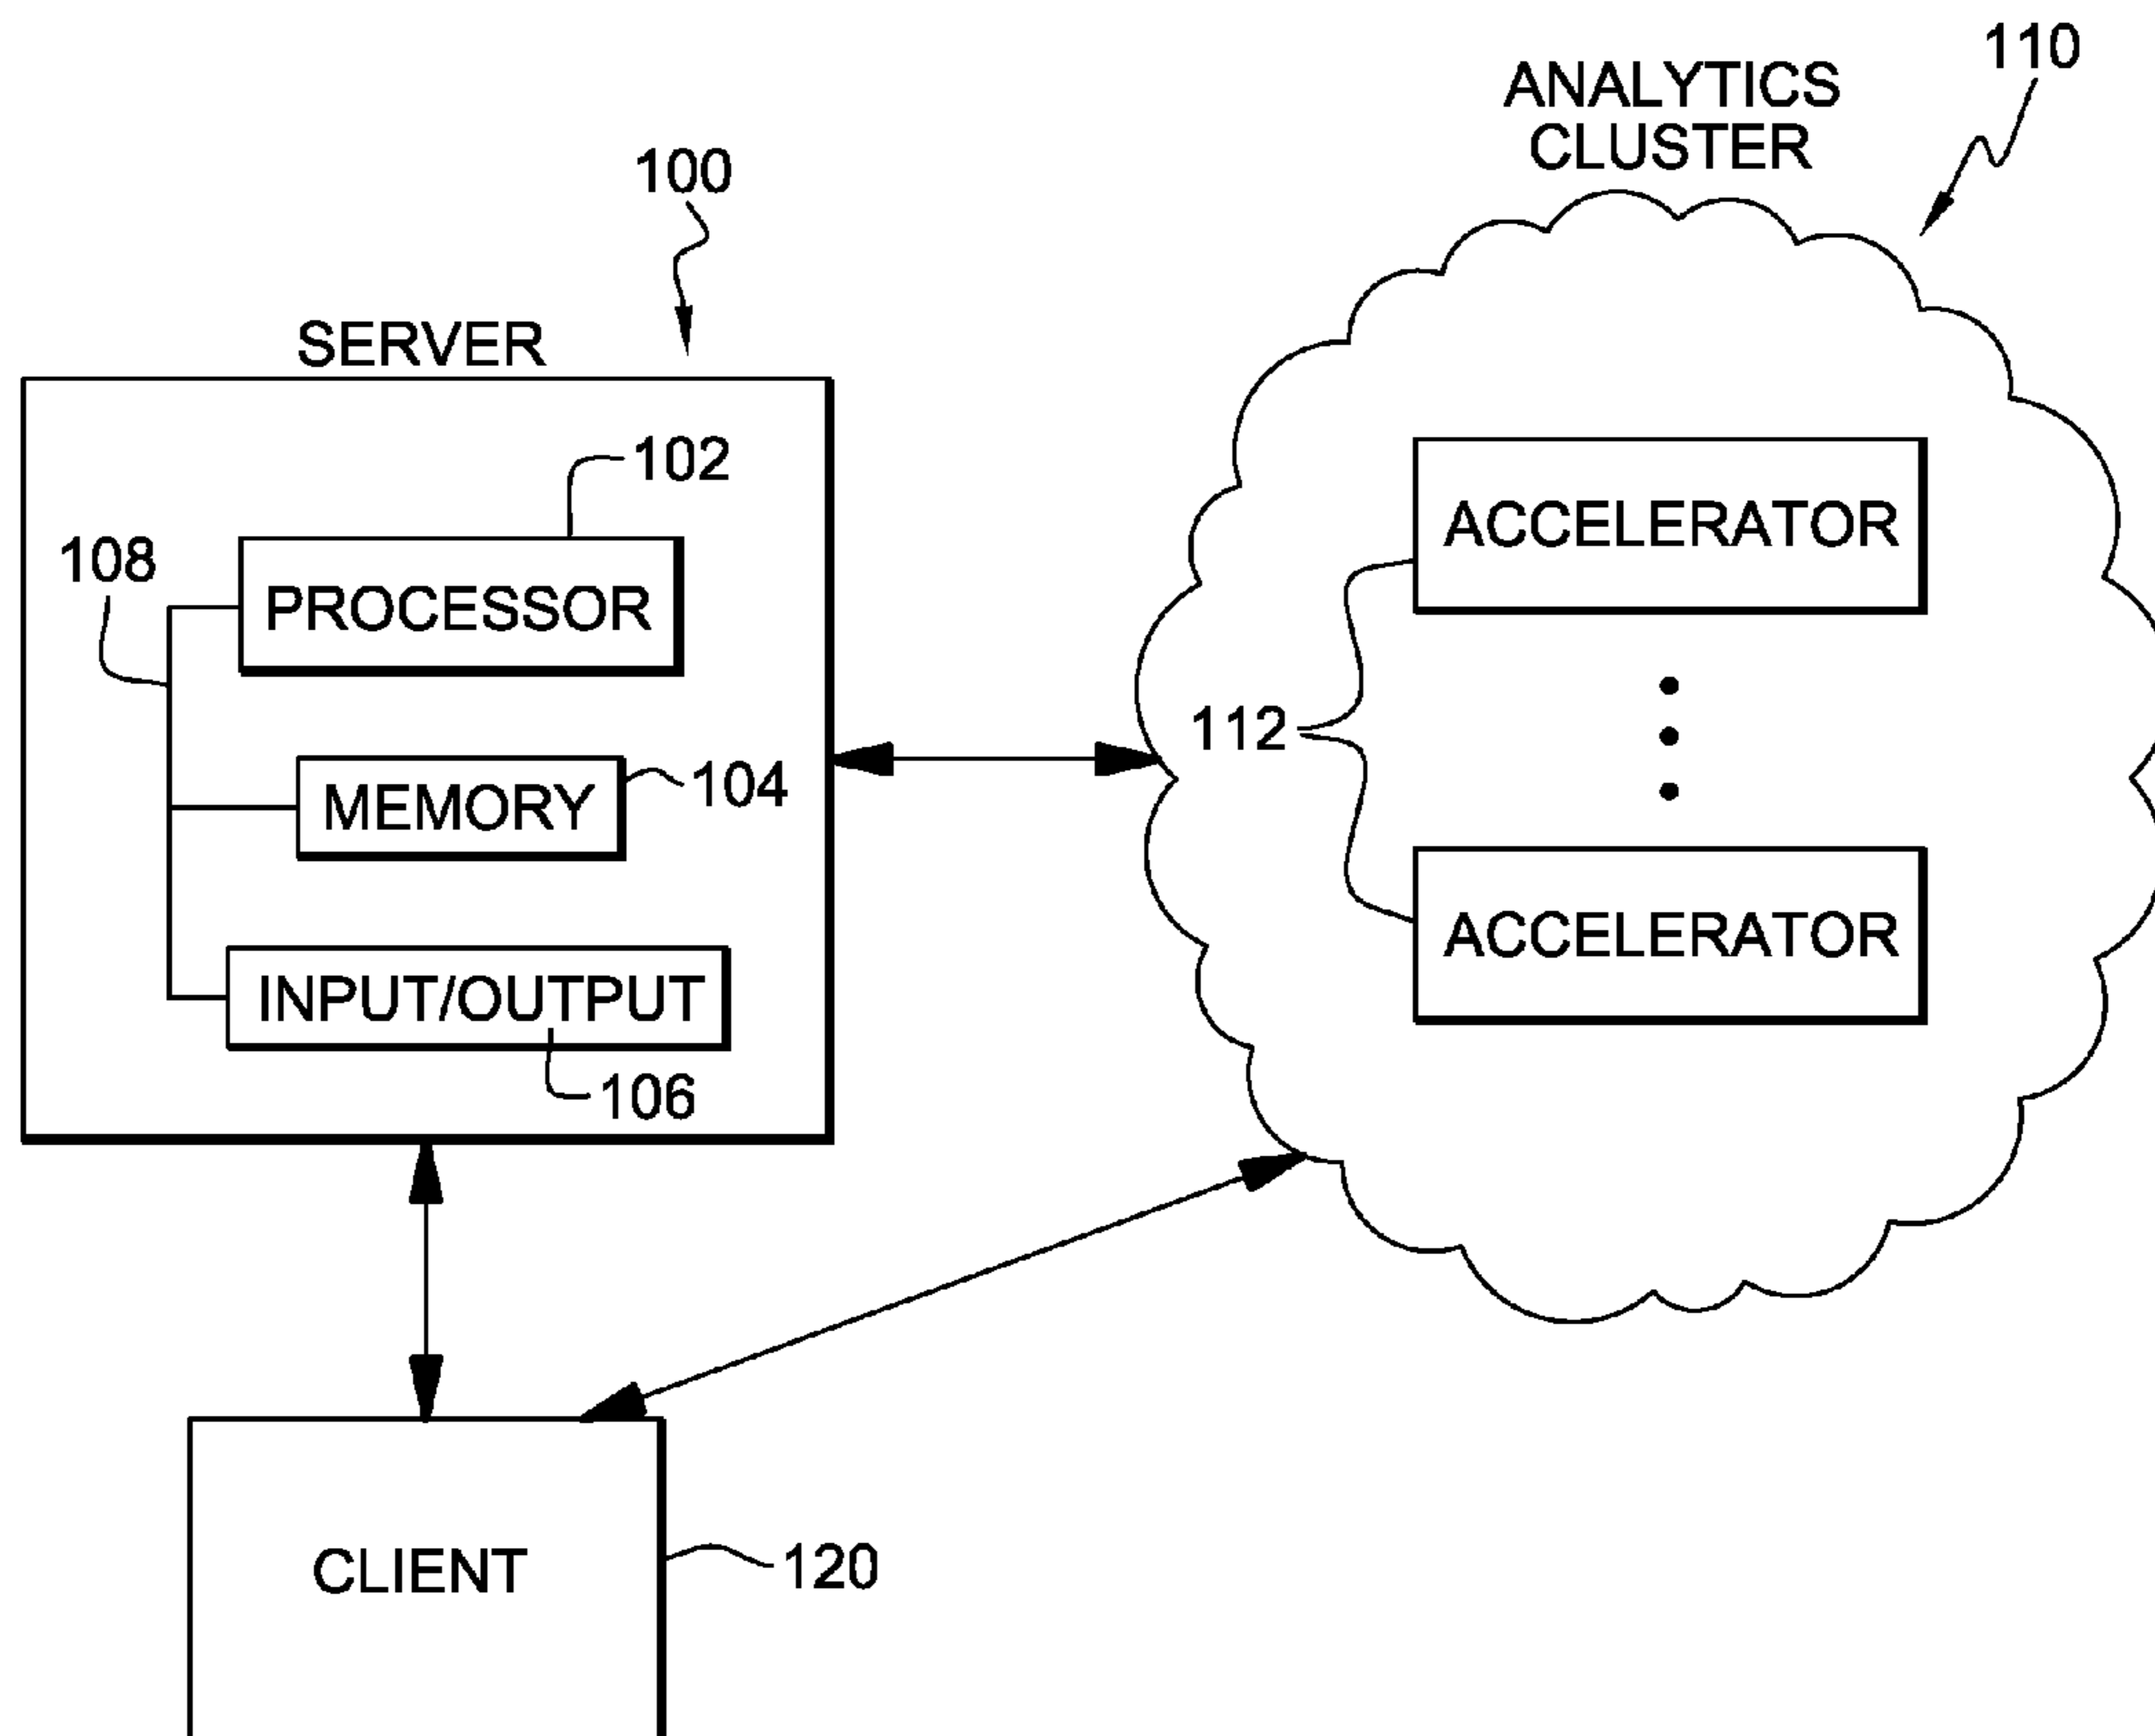 110
ANALYTICS
CLUSTER
100
SERVER
102
108
PROCESSOR
104
MEMORY
INPUT/OUTPUT
106
ACCELERATOR
112
ACCELERATOR
CLIENT
120